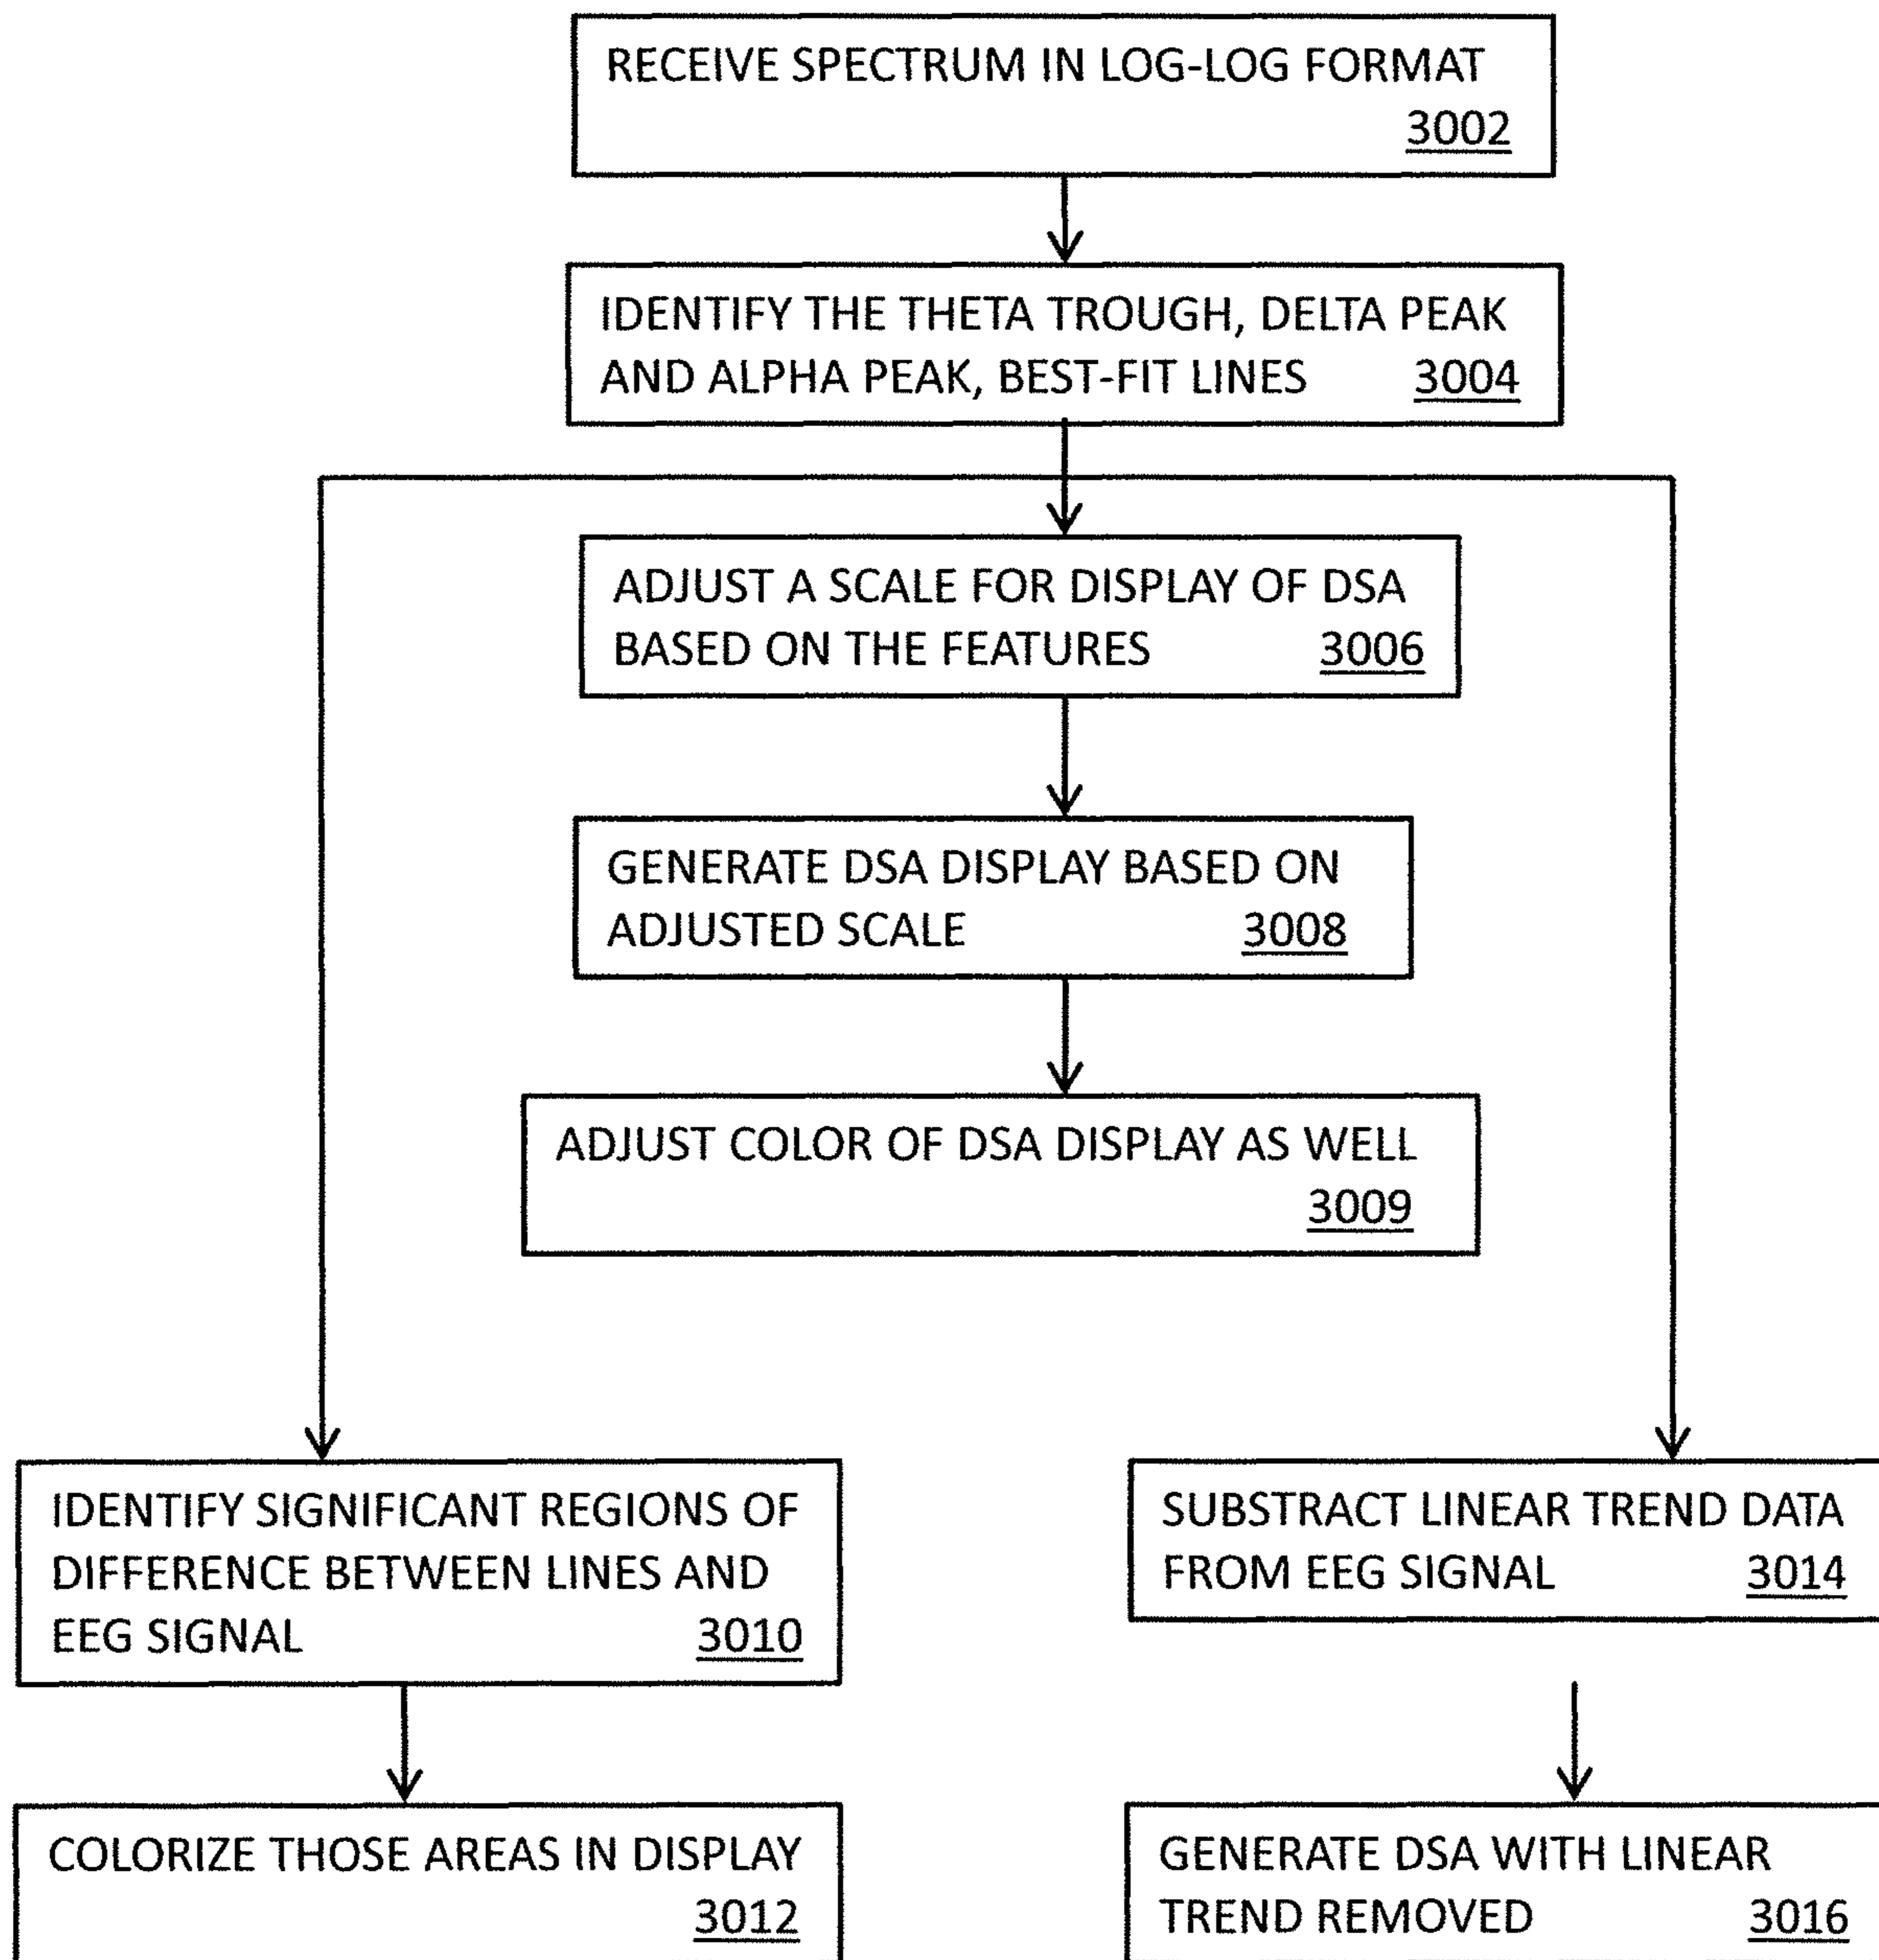 RECEIVE SPECTRUM IN LOG-LOG FORMAT
3002
IDENTIFY THE THETA TROUGH, DELTA PEAK
AND ALPHA PEAK, BEST-FIT LINES 3004
ADJUST A SCALE FOR DISPLAY OF DSA
BASED ON THE FEATURES 3006
GENERATE DSA DISPLAY BASED ON
ADJUSTED SCALE 3008
ADJUST COLOR OF DSA DISPLAY AS WELL
3009
IDENTIFY SIGNIFICANT REGIONS OF
DIFFERENCE BETWEEN LINES AND
EEG SIGNAL 3010
SUBSTRACT LINEAR TREND DATA
FROM EEG SIGNAL 3014
COLORIZE THOSE AREAS IN DISPLAY
3012
GENERATE DSA WITH LINEAR
TREND REMOVED 3016